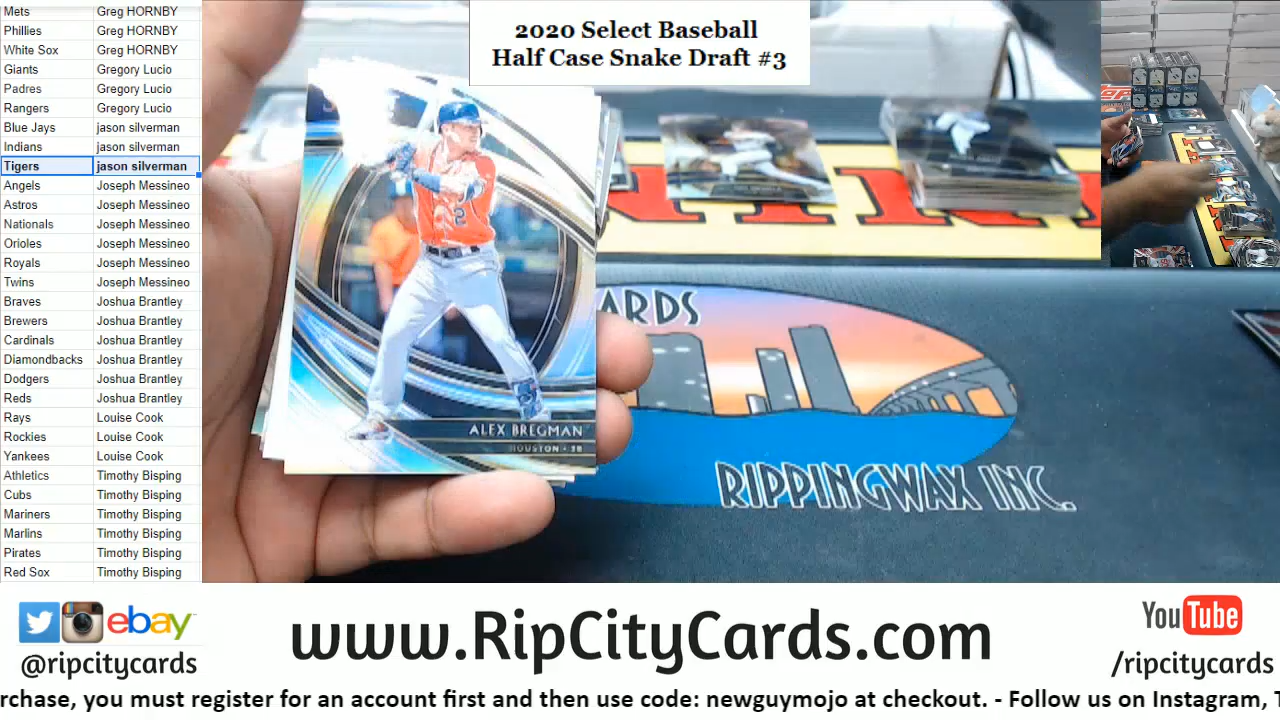 Mets Greg HORNBY
Phillies Greg HORNBY
White Sox Greg HORNBY
Giants Gregory Lucio
Padres Gregory Lucio
Rangers Gregory Lucio
Blue Jays jason silverman
Indians jason silverman
Tigers jason silverman
Angels Joseph Messineo
Astros Joseph Messineo
Nationals Joseph Messineo
Orioles Joseph Messineo
Royals Joseph Messineo
Twins Joseph Messineo
Braves Joshua Brantley
Brewers Joshua Brantley
Cardinals Joshua Brantley
Diamondbacks Joshua Brantley
Dodgers Joshua Brantley
Reds Joshua Brantley
Rays Louise Cook
Rockies Louise Cook
Yankees Louise Cook
Athletics Timothy Bisping
Cubs Timothy Bisping
Mariners Timothy Bisping
Marlins Timothy Bisping
Pirates Timothy Bisping
Red Sox Timothy Bisping
2020 Select Baseball
Half Case Snake Draft #3
2
ALEX BREGMAN
HOUSTON • 3B
ARDS
RIPPINGWAX INC.
ebay
@ripcitycards
www.RipCityCards.com
YouTube
/ripcitycards
rchase, you must register for an account first and then use code: newguymojo at checkout. - Follow us on Instagram, T